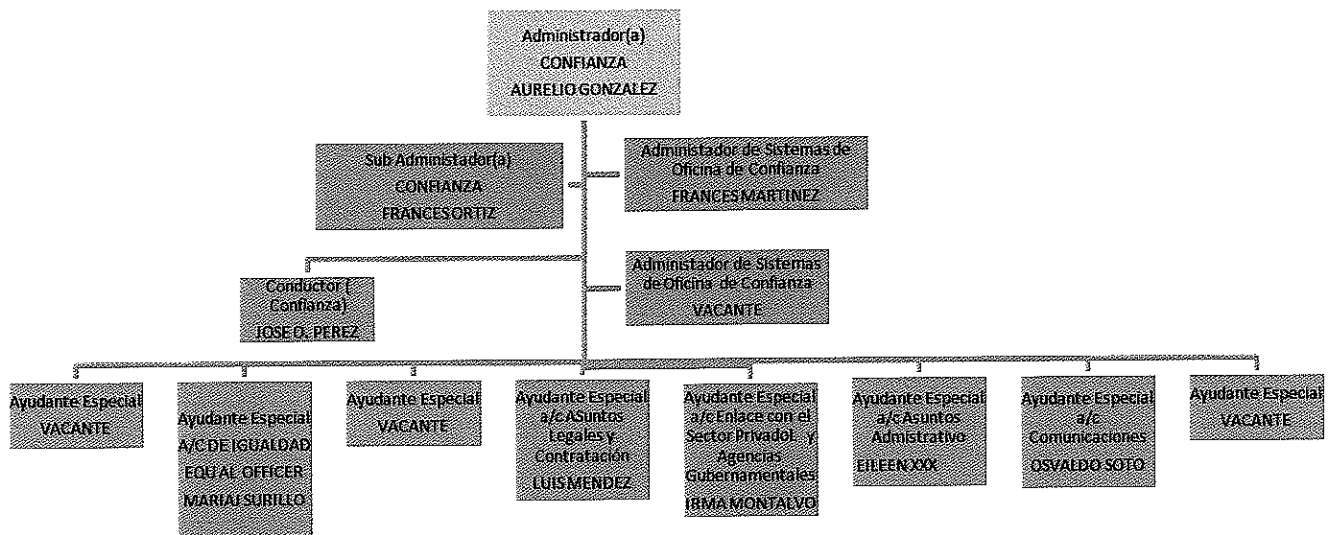 Administrador(a)
CONFIANZA
AURELIO GONZALEZ
Sub Administador(a)
CONFIANZA
FRANCES ORTIZ
Administador de Sistemas de
Oficina de Confianza
FRANCES MARTINEZ
Conductor (
Confianza)
JOSE O. PEREZ
Administador de Sistemas
de Oficina de Confianza
VACANTE
Ayudante Especial
VACANTE
Ayudante Especial
A/C DE IGUALDAD
EQUAL OFFICER
MARIAJ SURILLO
Ayudante Especial
VACANTE
Ayudante Especial
a/c ASuntos
Legales y
Contratación
LUIS MENDEZ
Ayudante Especial
a/c Enlace con el
Sector PrivadoL y
Agencias
Gubernamentales
IRMA MONTALVO
Ayudante Especial
a/c Asuntos
Admistrativo
EILEEN XXX
Ayudante Especial
a/c
Comunicaciones
OSVALDO SOTO
Ayudante Especial
VACANTE